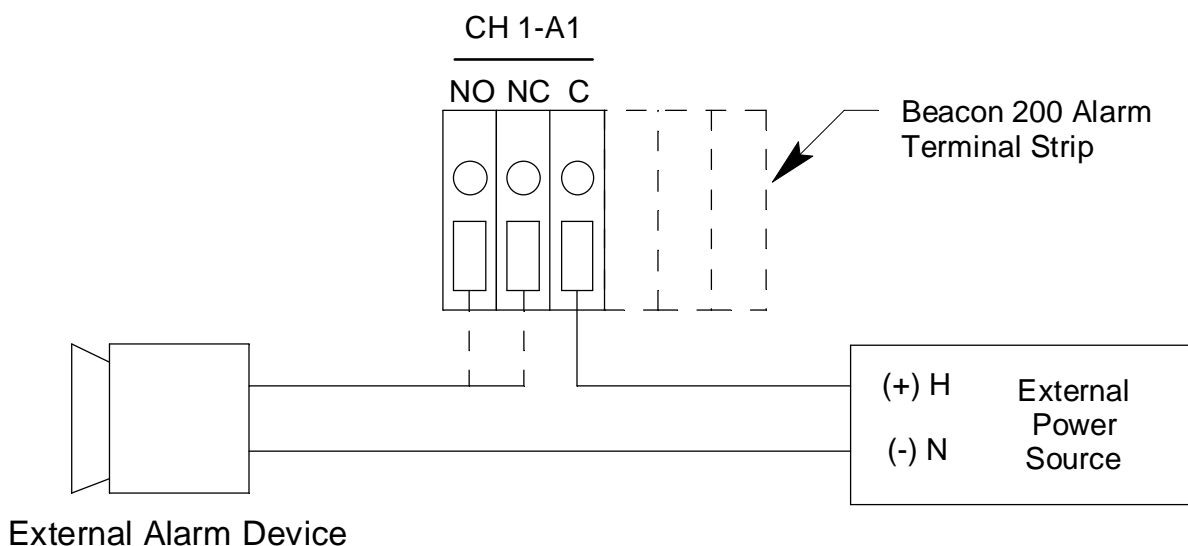 CH 1-A1
NO NC C
Beacon 200 Alarm
Terminal Strip
(+) H
(-) N
External
Power
Source
External Alarm Device